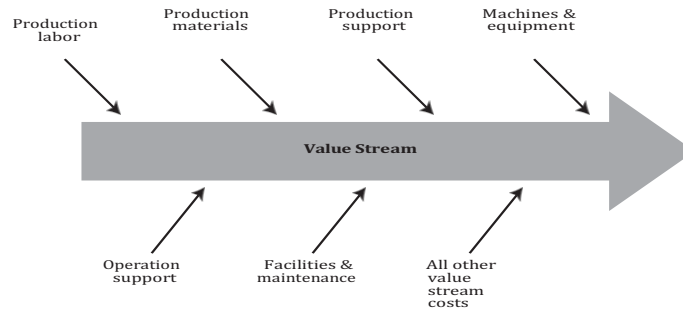 Production
labor
Production
materials
Production
support
Machines &
equipment
Value Stream
Operation
support
Facilities &
maintenance
All other
value
stream
costs